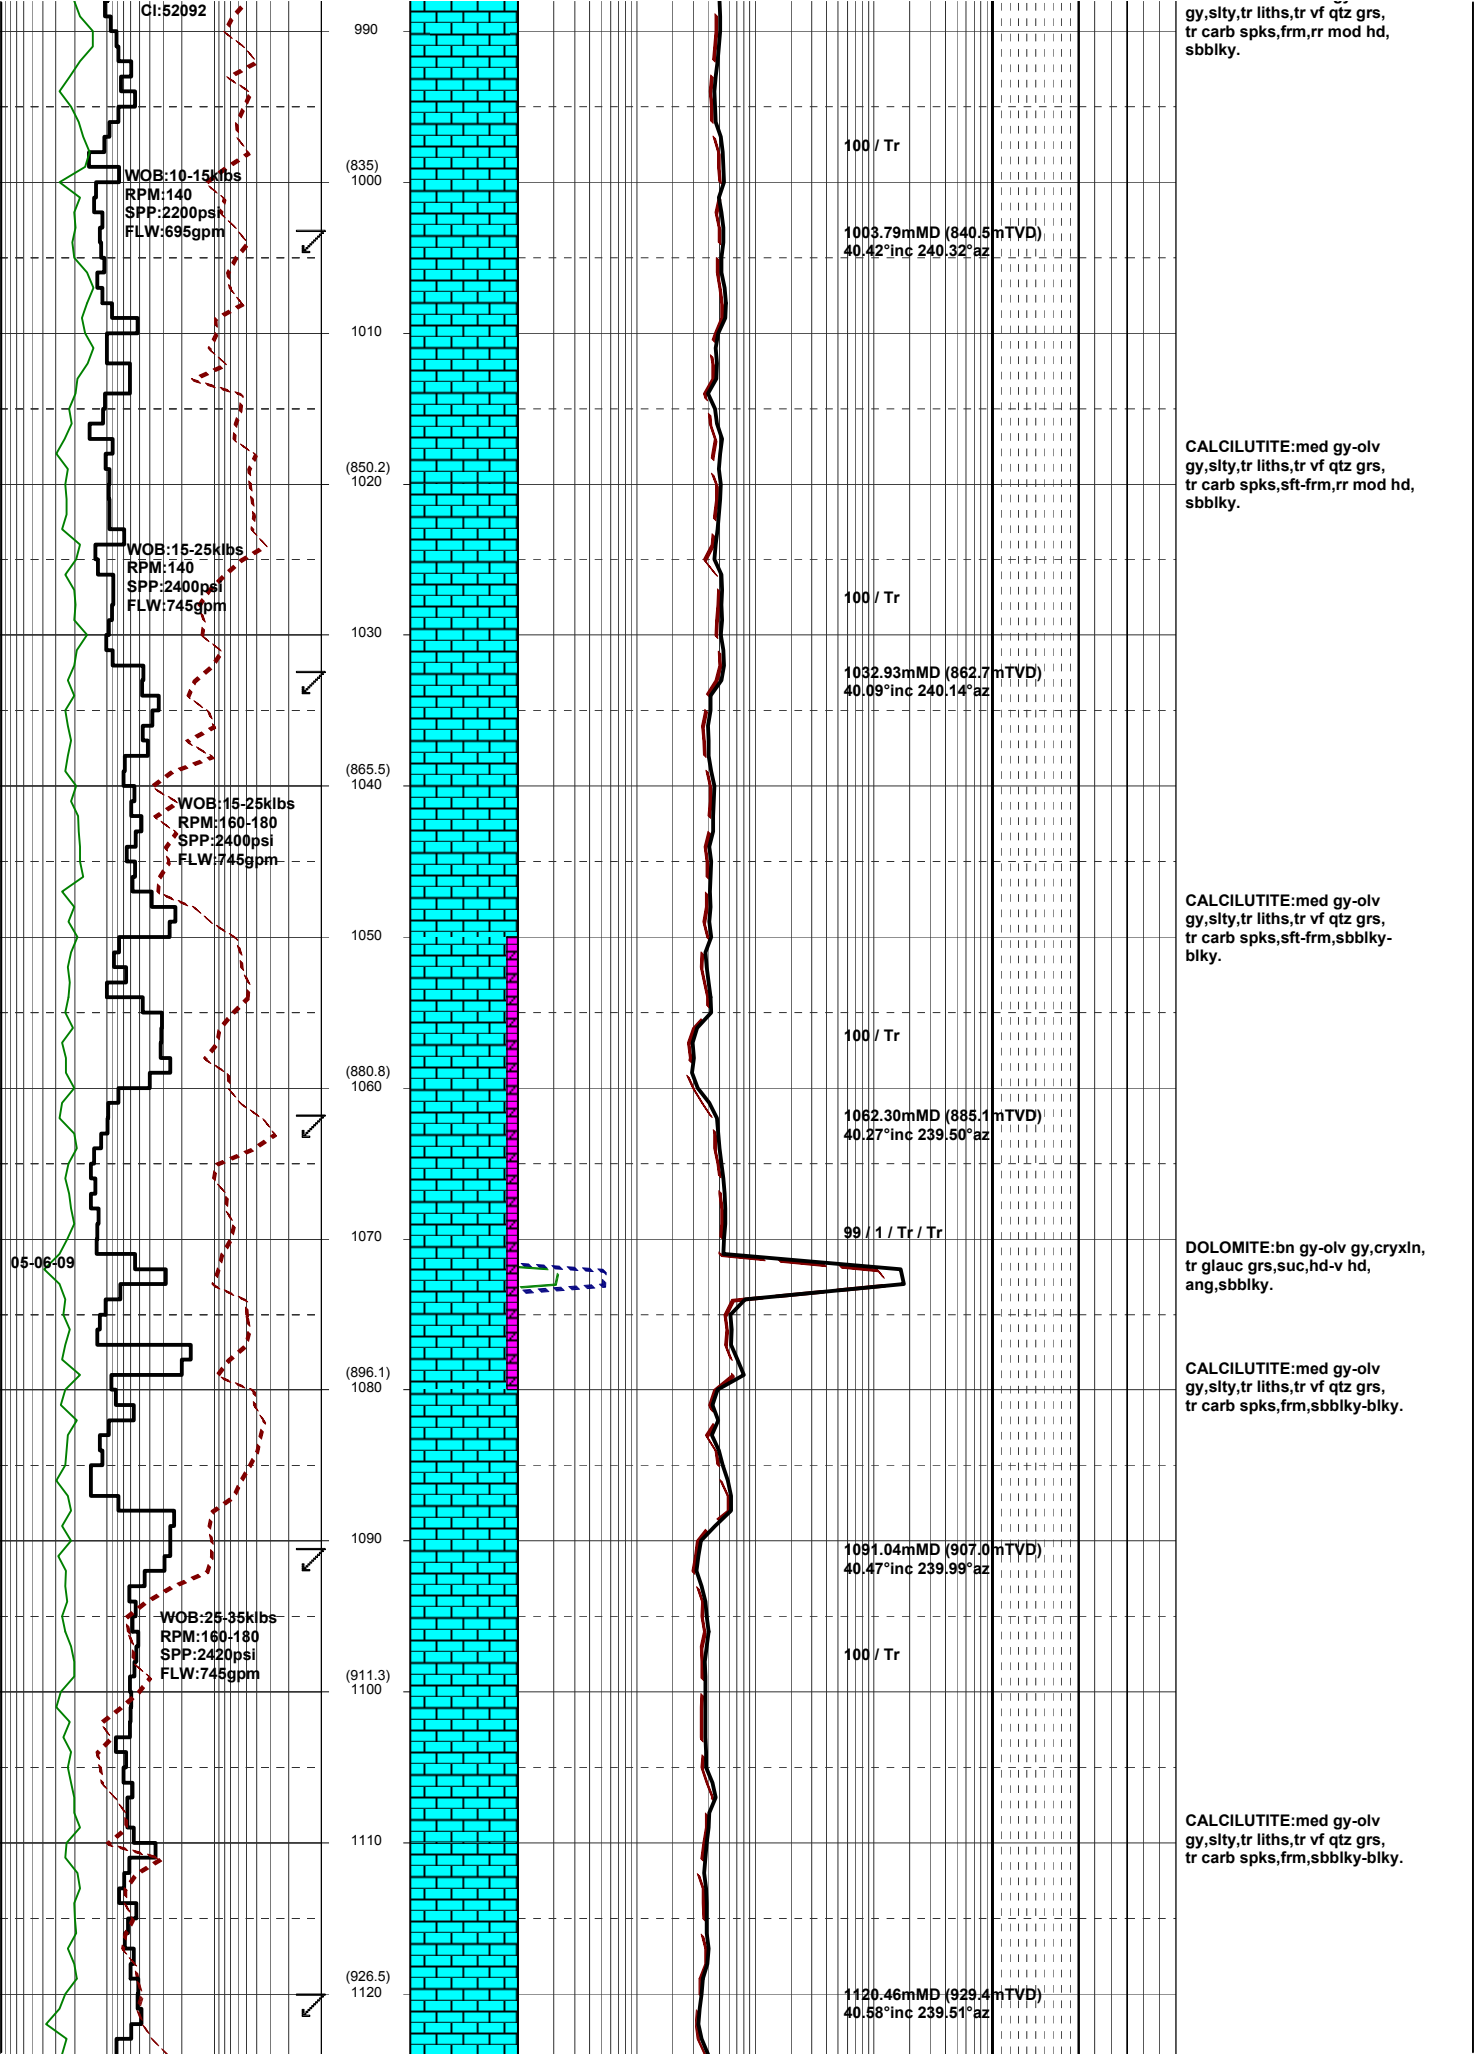 CI:52092
gy,slty,tr liths,tr vf qtz grs,
tr carb spks,frm,rr mod hd,
sbblky.
990
100 / Tr
(835)
1000
WOB:10-15klbs
RPM:140
SPP:2200psi
FLW:695gpm
1003.79mMD (840.5mTVD)
40.42°inc 240.32°az
1010
CALCILUTITE:med gy-olv
gy,slty,tr liths,tr vf qtz grs,
tr carb spks,sft-frm,rr mod hd,
sbblky.
(850.2)
1020
WOB:15-25klbs
RPM:140
SPP:2400psi
FLW:745gpm
100 / Tr
1030
1032.93mMD (862.7mTVD)
40.09°inc 240.14°az
(865.5)
1040
WOB:15-25klbs
RPM:160-180
SPP:2400psi
FLW:745gpm
CALCILUTITE:med gy-olv
gy,slty,tr liths,tr vf qtz grs,
tr carb spks,sft-frm,sbblky-
blky.
1050
100 / Tr
(880.8)
1060
1062.30mMD (885.1mTVD)
40.27°inc 239.50°az
99 / 1 / Tr / Tr
1070
05-06-09
DOLOMITE:bn gy-olv gy,cryxln,
tr glauc grs,suc,hd-v hd,
ang,sbblky.
(896.1)
1080
CALCILUTITE:med gy-olv
gy,slty,tr liths,tr vf qtz grs,
tr carb spks,frm,sbblky-blky.
1090
1091.04mMD (907.0mTVD)
40.47°inc 239.99°az
WOB:25-35klbs
RPM:160-180
SPP:2420psi
FLW:745gpm
100 / Tr
(911.3)
1100
1110
CALCILUTITE:med gy-olv
gy,slty,tr liths,tr vf qtz grs,
tr carb spks,frm,sbblky-blky.
(926.5)
1120
1120.46mMD (929.4mTVD)
40.58°inc 239.51°az